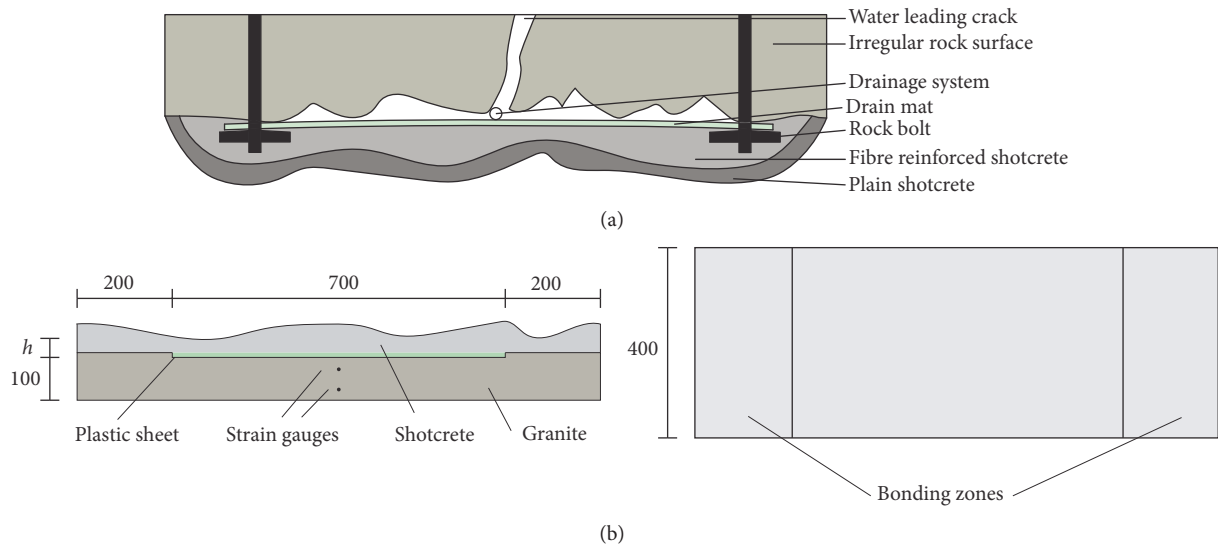 Water leading crack
Irregular rock surface
Drainage system
Drain mat
Rock bolt
Fibre reinforced shotcrete
Plain shotcrete
(a)
200
700
200
h
100
400
Plastic sheet
Strain gauges
Shotcrete
Granite
Bonding zones
(b)